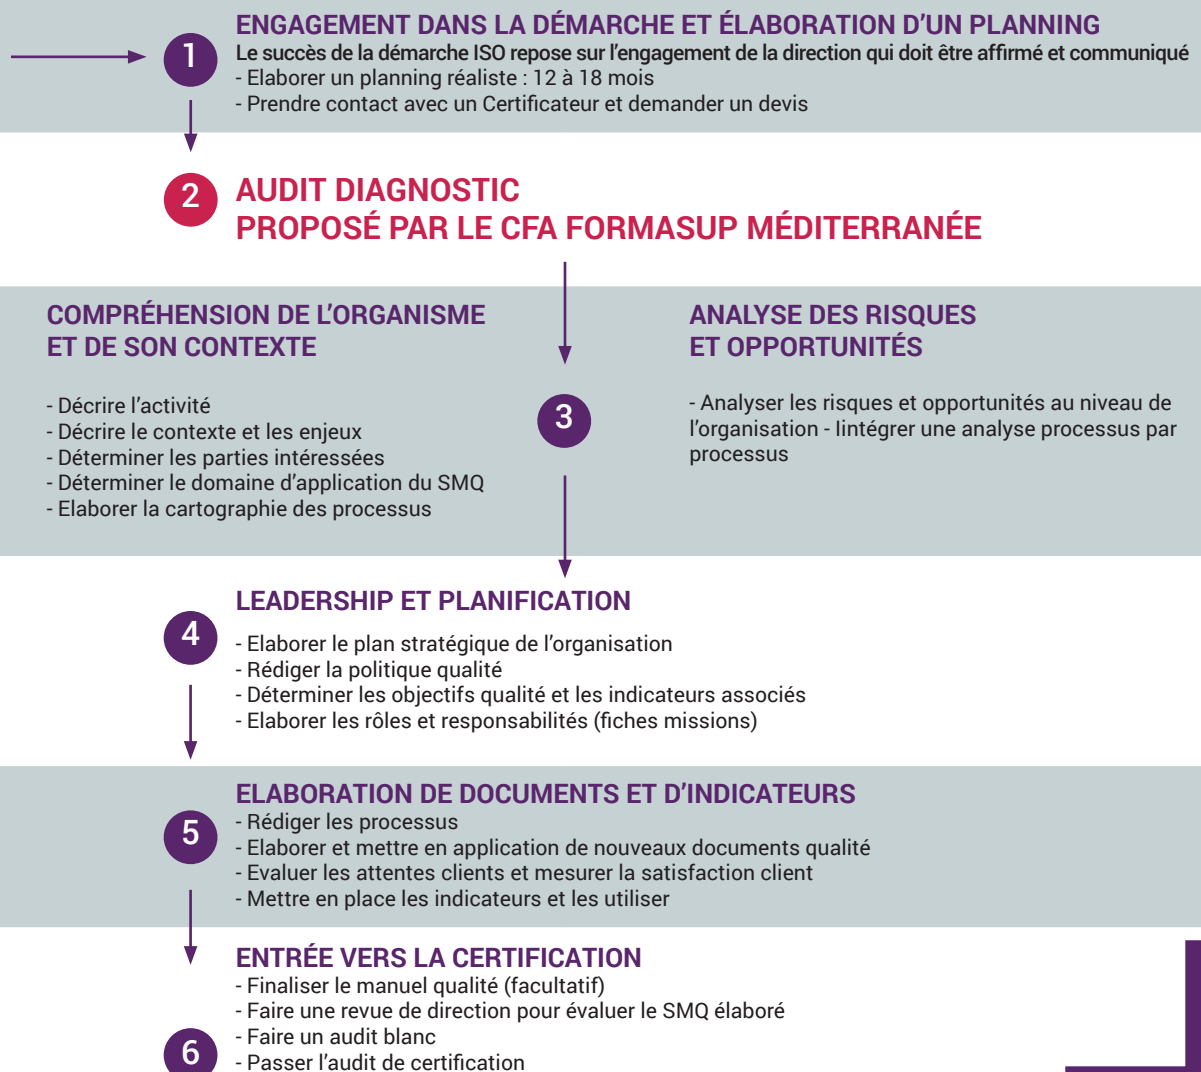 1
ENGAGEMENT DANS LA DÉMARCHE ET ÉLABORATION D'UN PLANNING
Le succès de la démarche ISO repose sur l'engagement de la direction qui doit être affirmé et communiqué
- Elaborer un planning réaliste : 12 à 18 mois
- Prendre contact avec un Certificateur et demander un devis
2
AUDIT DIAGNOSTIC
PROPOSÉ PAR LE CFA FORMASUP MÉDITERRANÉE
COMPRÉHENSION DE L'ORGANISME
ET DE SON CONTEXTE
- Décrire l'activité
- Décrire le contexte et les enjeux
- Déterminer les parties intéressées
- Déterminer le domaine d'application du SMQ
- Elaborer la cartographie des processus
3
ANALYSE DES RISQUES
ET OPPORTUNITÉS
- Analyser les risques et opportunités au niveau de
l'organisation - Iintégrer une analyse processus par
processus
4
LEADERSHIP ET PLANIFICATION
- Elaborer le plan stratégique de l'organisation
- Rédiger la politique qualité
- Déterminer les objectifs qualité et les indicateurs associés
- Elaborer les rôles et responsabilités (fiches missions)
5
ELABORATION DE DOCUMENTS ET D'INDICATEURS
- Rédiger les processus
- Elaborer et mettre en application de nouveaux documents qualité
- Evaluer les attentes clients et mesurer la satisfaction client
- Mettre en place les indicateurs et les utiliser
6
ENTRÉE VERS LA CERTIFICATION
- Finaliser le manuel qualité (facultatif)
- Faire une revue de direction pour évaluer le SMQ élaboré
- Faire un audit blanc
- Passer l'audit de certification